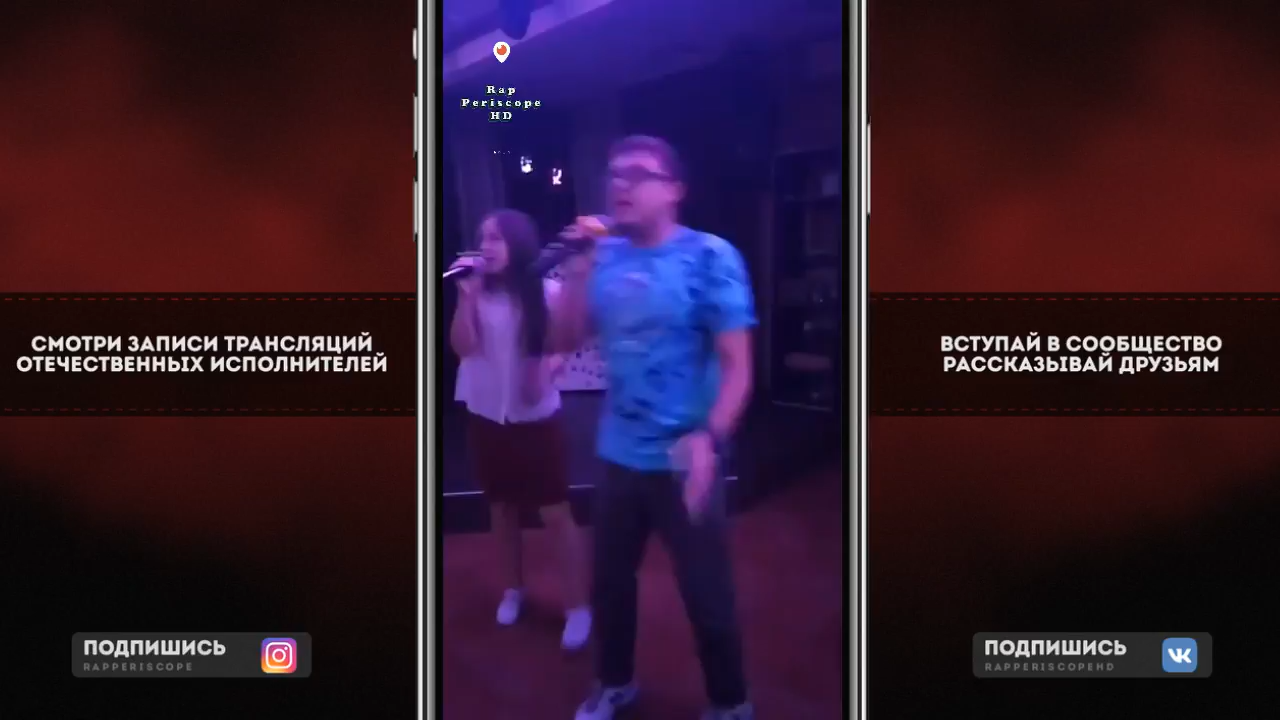 Rap
Periscope
HD
СМОТРИ ЗАПИСИ ТРАНСЛЯЦИЙ
ОТЕЧЕСТВЕННЫХ ИСПОЛНИТЕЛЕЙ
ВСТУПАЙ В СООБЩЕСТВО
РАССКАЗЫВАЙ ДРУЗЬЯМ
ПОДПИШИСЬ
RAPPERISCOPE
ПОДПИШИСЬ
RAPPERISCOPEHD